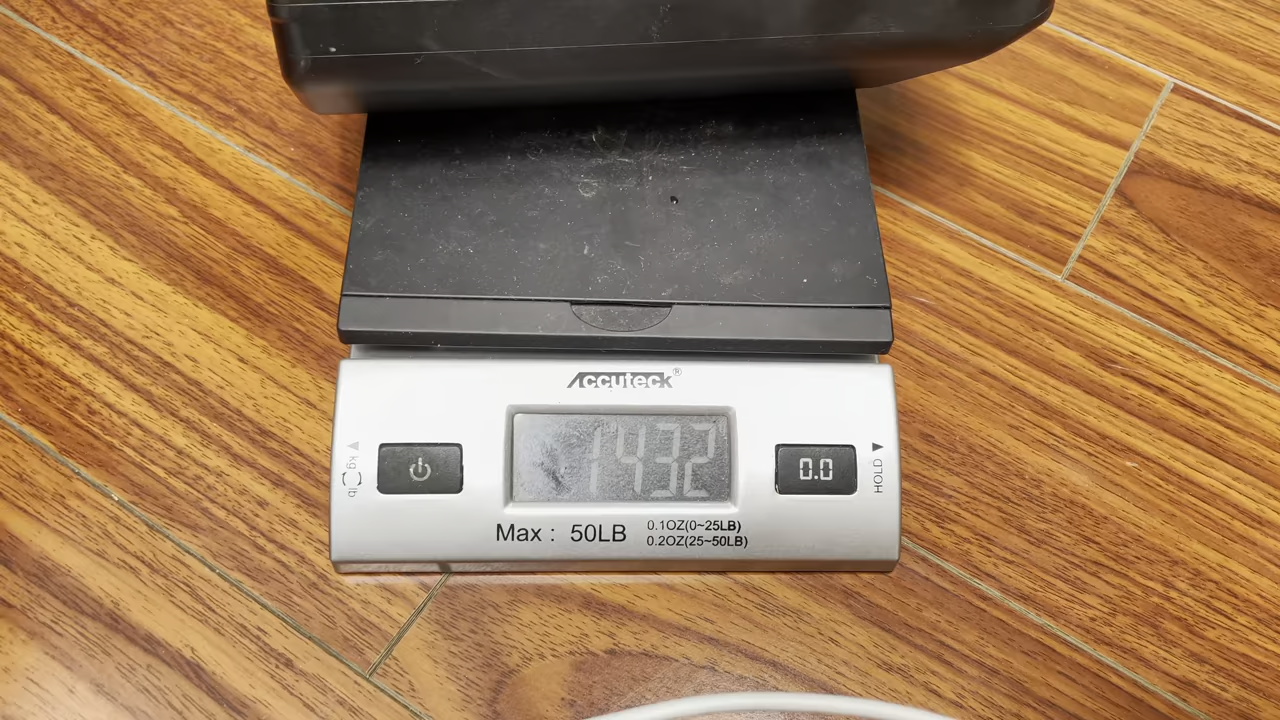 Accuteck®
kg
lb
1432
0.0
HOLD
Max : 50LB
0.1OZ(0~25LB)
0.2OZ(25~50LB)